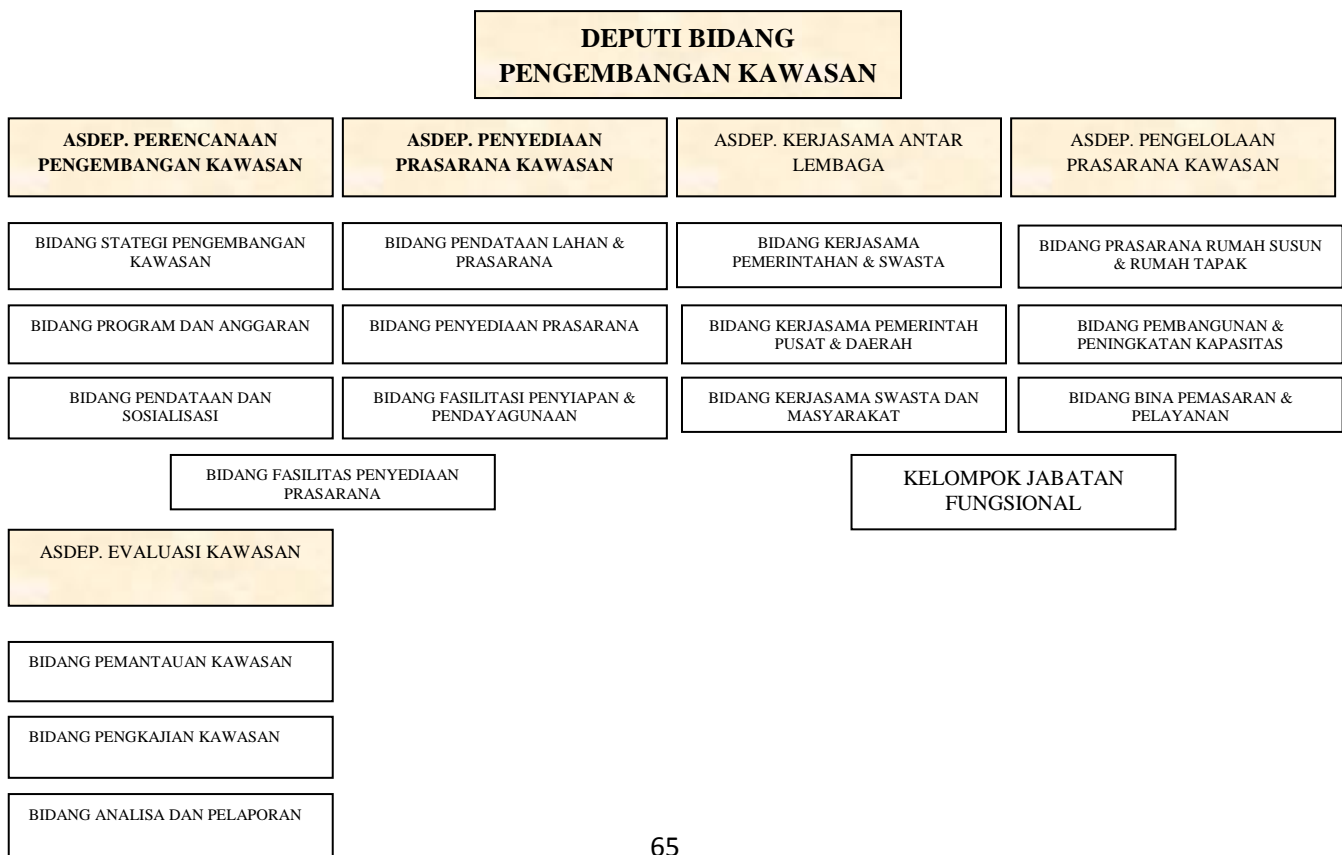 DEPUTI BIDANG
PENGEMBANGAN KAWASAN
ASDEP. PERENCANAAN
PENGEMBANGAN KAWASAN
ASDEP. PENYEDIAAN
PRASARANA KAWASAN
ASDEP. KERJASAMA ANTAR
LEMBAGA
ASDEP. PENGELOLAAN
PRASARANA KAWASAN
BIDANG STATEGI PENGEMBANGAN
KAWASAN
BIDANG PENDATAAN LAHAN &
PRASARANA
BIDANG KERJASAMA
PEMERINTAHAN & SWASTA
BIDANG PRASARANA RUMAH SUSUN
& RUMAH TAPAK
BIDANG PROGRAM DAN ANGGARAN
BIDANG PENYEDIAAN PRASARANA
BIDANG KERJASAMA PEMERINTAH
PUSAT & DAERAH
BIDANG PEMBANGUNAN &
PENINGKATAN KAPASITAS
BIDANG PENDATAAN DAN
SOSIALISASI
BIDANG FASILITASI PENYIAPAN &
PENDAYAGUNAAN
BIDANG KERJASAMA SWASTA DAN
MASYARAKAT
BIDANG BINA PEMASARAN &
PELAYANAN
BIDANG FASILITAS PENYEDIAAN
PRASARANA
KELOMPOK JABATAN
FUNGSIONAL
ASDEP. EVALUASI KAWASAN
BIDANG PEMANTAUAN KAWASAN
BIDANG PENGKAJIAN KAWASAN
BIDANG ANALISA DAN PELAPORAN
65